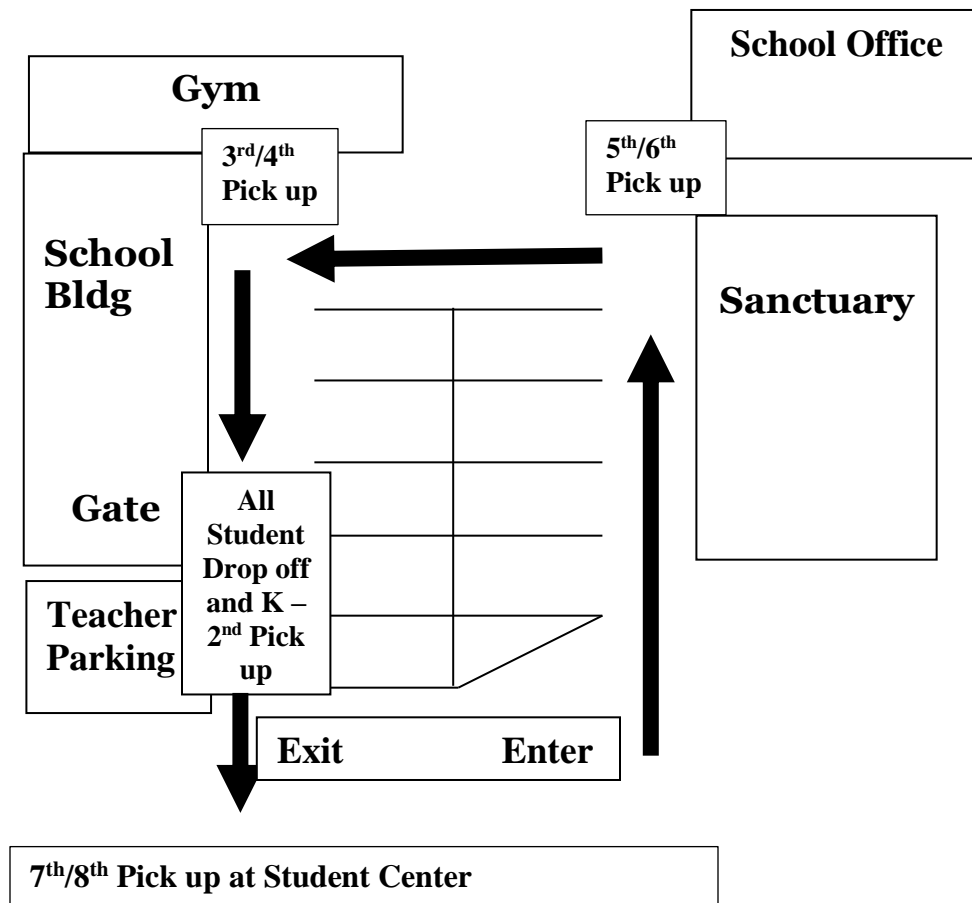 School Office
Gym
3rd/4th
Pick up
5th/6th
Pick up
School
Bldg
Sanctuary
Gate
All
Student
Drop off
and K –
2nd Pick
up
Teacher
Parking
Exit Enter
7th/8th Pick up at Student Center